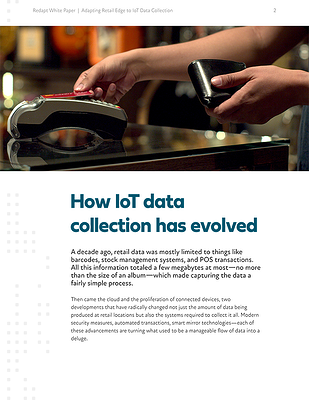 Redapt White Paper | Adapting Retail Edge to IoT Data Collection 2
How IoT data
collection has evolved
A decade ago, retail data was mostly limited to things like
barcodes, stock management systems, and POS transactions.
All this information totaled a few megabytes at most—no more
than the size of an album—which made capturing the data a
fairly simple process.
Then came the cloud and the proliferation of connected devices, two
developments that have radically changed not just the amount of data being
produced at retail locations but also the systems required to collect it all. Modern
security measures, automated transactions, smart mirror technologies—each of
these advancements are turning what used to be a manageable flow of data into a
deluge.